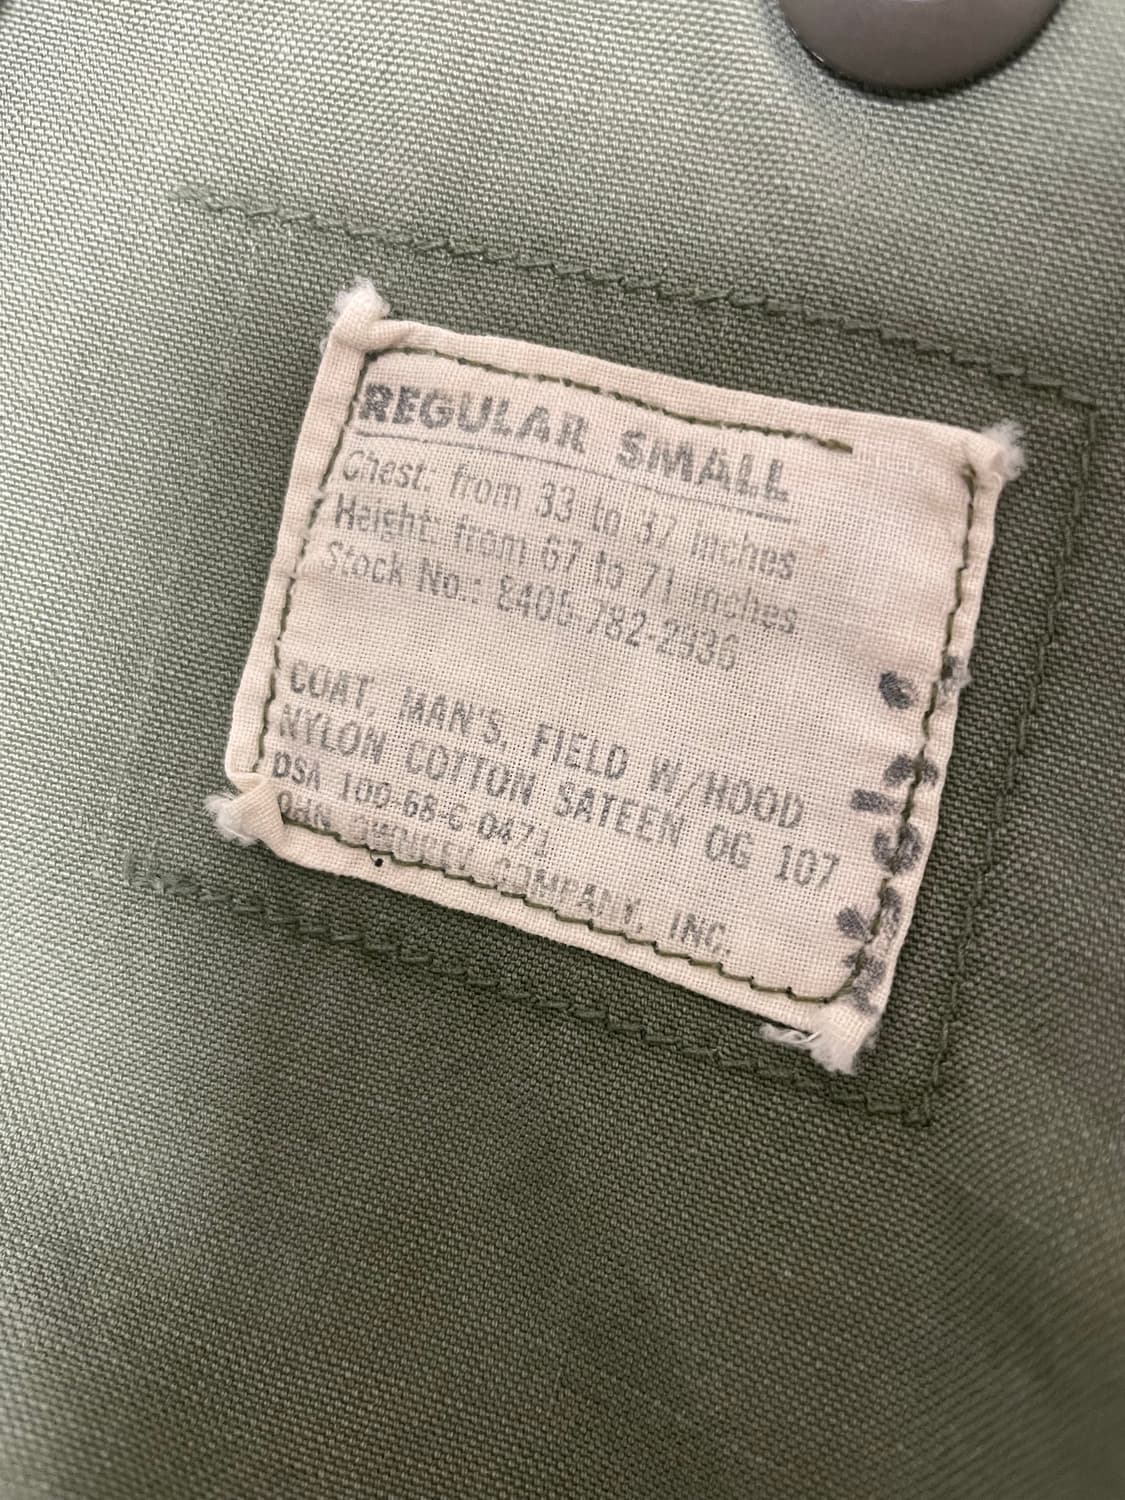 REGULAR SMALL
Chest: from 33 to 37 inches
Height: from 67 to 71 inches
Stock No.: 8405-782-2936
COAT, MAN'S, FIELD W/HOOD
NYLON COTTON SATEEN OG 107
DSA 100-68-C-0471
COMPANY, INC.